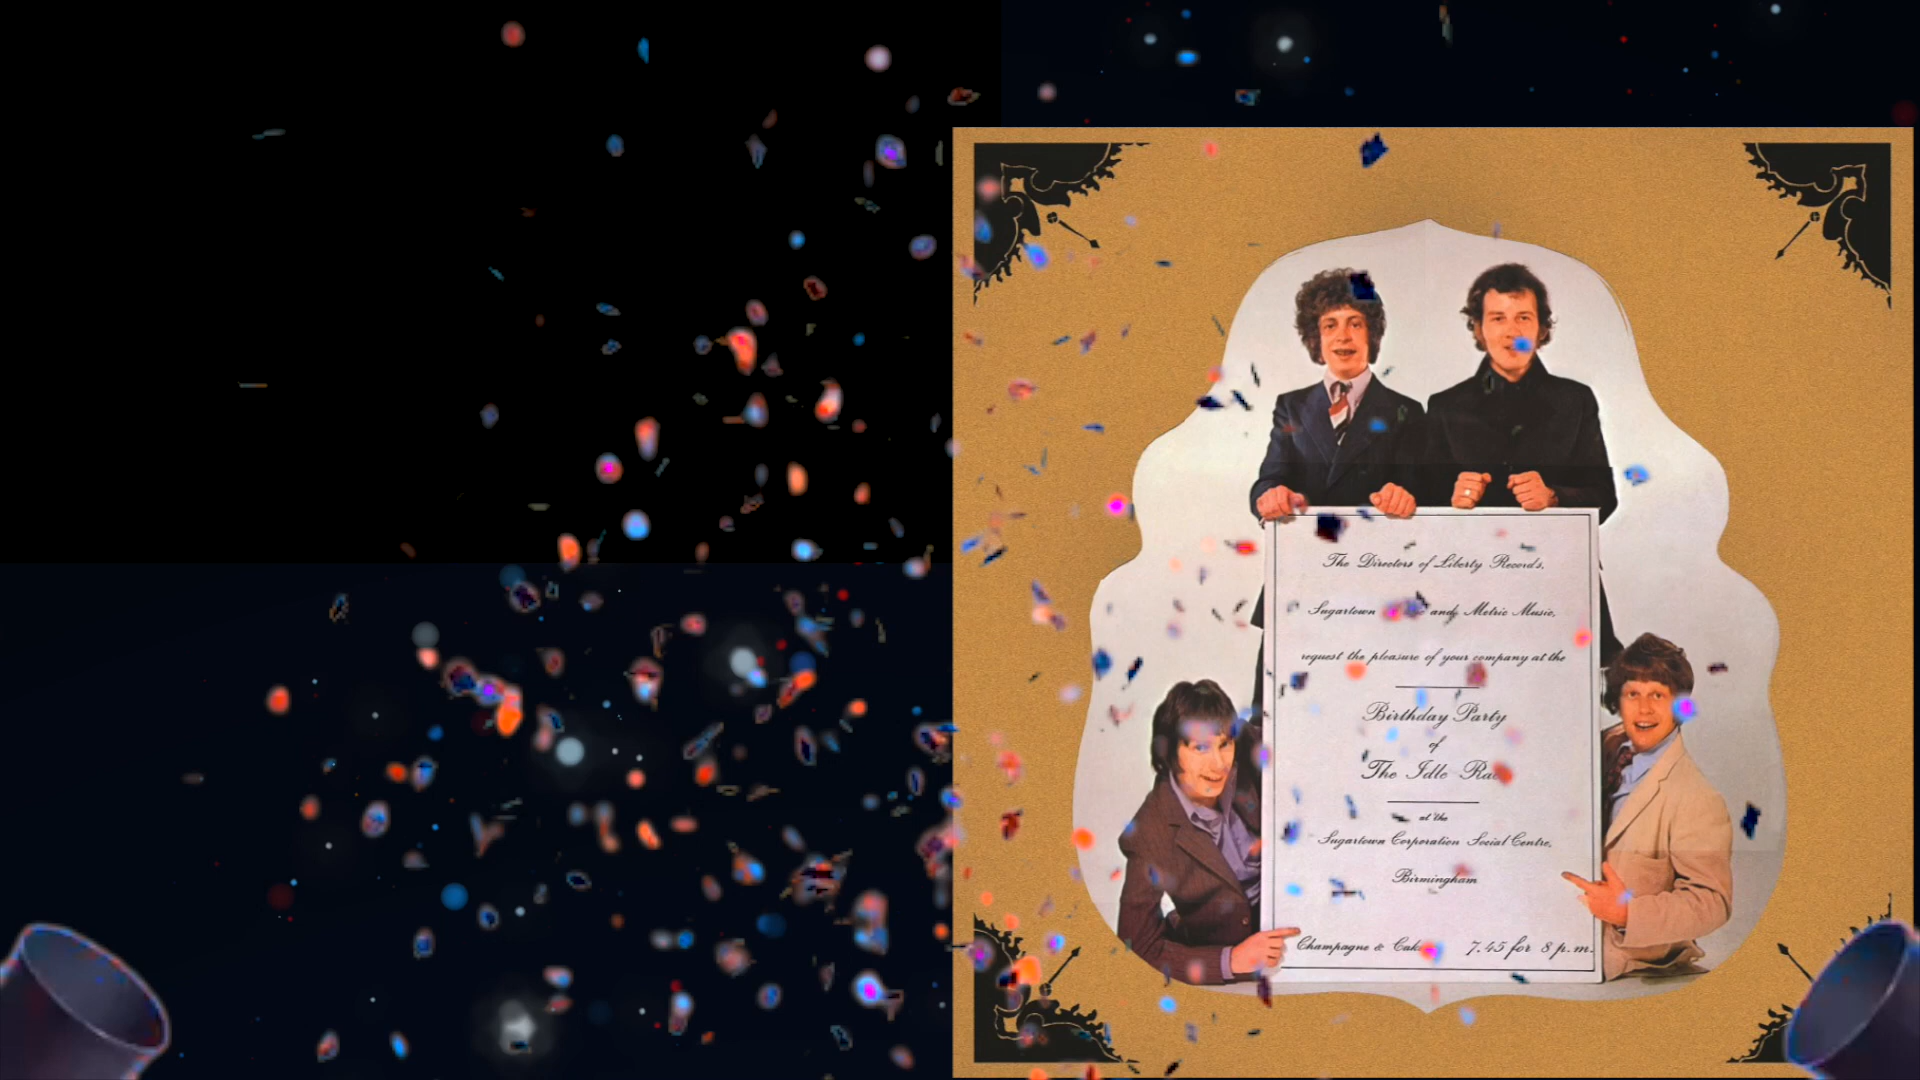 The Directors of Liberty Records,
Sugartown and Metric Music,
request the pleasure of your company at the
Birthday Party
of
The Idle
at the
Sugartown Corporation Social Centre,
Birmingham
Champagne & 7.45 for 8 p.m.